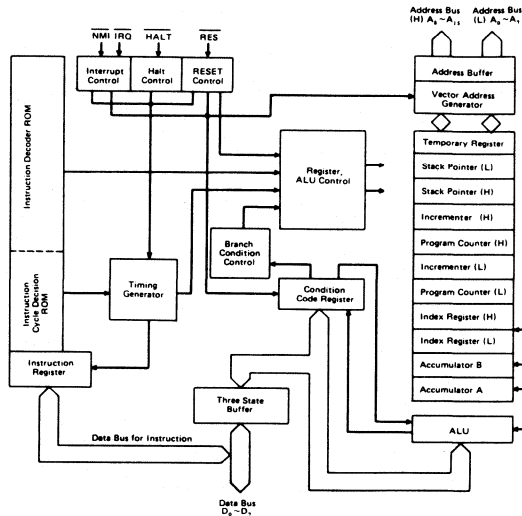 Address Bus
(H) A₈~A₁₅
Address Bus
(L) A₀~A₇
NMI IRQ HALT RES
Interrupt
Control
Halt
Control
RESET
Control
Address Buffer
Vector Address
Generator
Instruction Decoder ROM
Register,
ALU Control
Temporary Register
Stack Pointer (L)
Stack Pointer (H)
Incrementer (H)
Program Counter (H)
Incrementer (L)
Program Counter (L)
Index Register (H)
Index Register (L)
Accumulator B
Accumulator A
ALU
Branch
Condition
Control
Instruction
Cycle Decision
ROM
Timing
Generator
Condition
Code Register
Instruction
Register
Three State
Buffer
Data Bus for Instruction
Data Bus
D₀~D₇